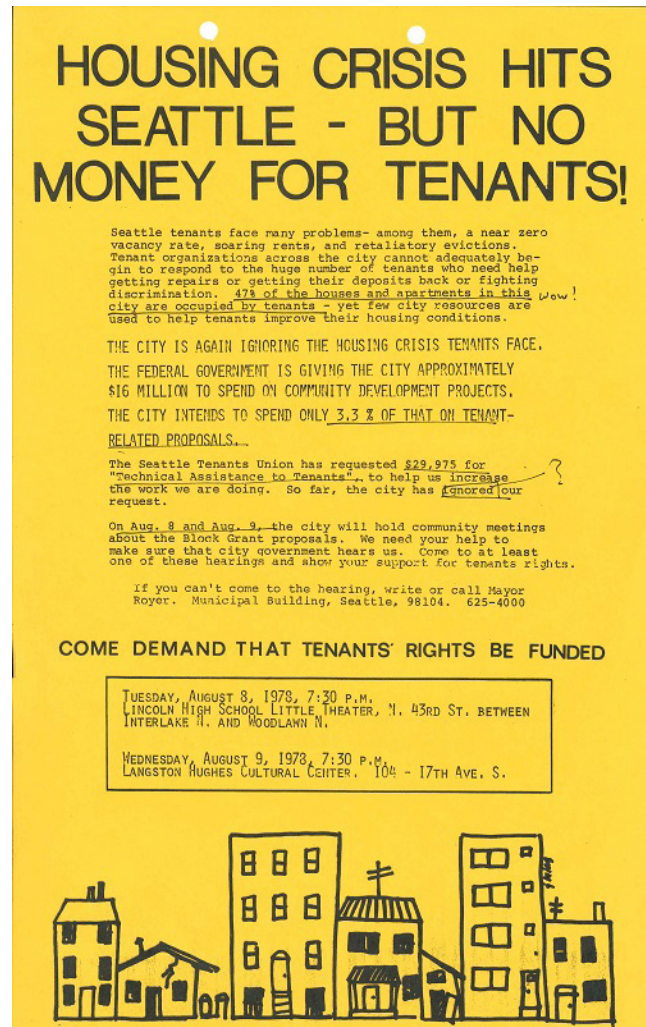 HOUSING CRISIS HITS
SEATTLE - BUT NO
MONEY FOR TENANTS!
Seattle tenants face many problems- among them, a near zero
vacancy rate, soaring rents, and retaliatory evictions.
Tenant organizations across the city cannot adequately be-
gin to respond to the huge number of tenants who need help
getting repairs or getting their deposits back or fighting
discrimination. 47% of the houses and apartments in this
wow!
city are occupied by tenants - yet few city resources are
used to help tenants improve their housing conditions.
THE CITY IS AGAIN IGNORING THE HOUSING CRISIS TENANTS FACE.
THE FEDERAL GOVERNMENT IS GIVING THE CITY APPROXIMATELY
$16 MILLION TO SPEND ON COMMUNITY DEVELOPMENT PROJECTS.
THE CITY INTENDS TO SPEND ONLY 3.3 % OF THAT ON TENANT-
RELATED PROPOSALS.
The Seattle Tenants Union has requested $29,975 for
"Technical Assistance to Tenants", to help us increase
?
the work we are doing. So far, the city has ignored our
request.
On Aug. 8 and Aug. 9, the city will hold community meetings
about the Block Grant proposals. We need your help to
make sure that city government hears us. Come to at least
one of these hearings and show your support for tenants rights.
If you can't come to the hearing, write or call Mayor
Royer. Municipal Building, Seattle, 98104. 625-4000
COME DEMAND THAT TENANTS' RIGHTS BE FUNDED
TUESDAY, AUGUST 8, 1978, 7:30 P.M.
LINCOLN HIGH SCHOOL LITTLE THEATER, N. 43RD ST. BETWEEN
INTERLAKE N. AND WOODLAWN N.
WEDNESDAY, AUGUST 9, 1978, 7:30 P.M.
LANGSTON HUGHES CULTURAL CENTER. 104 - 17TH AVE. S.